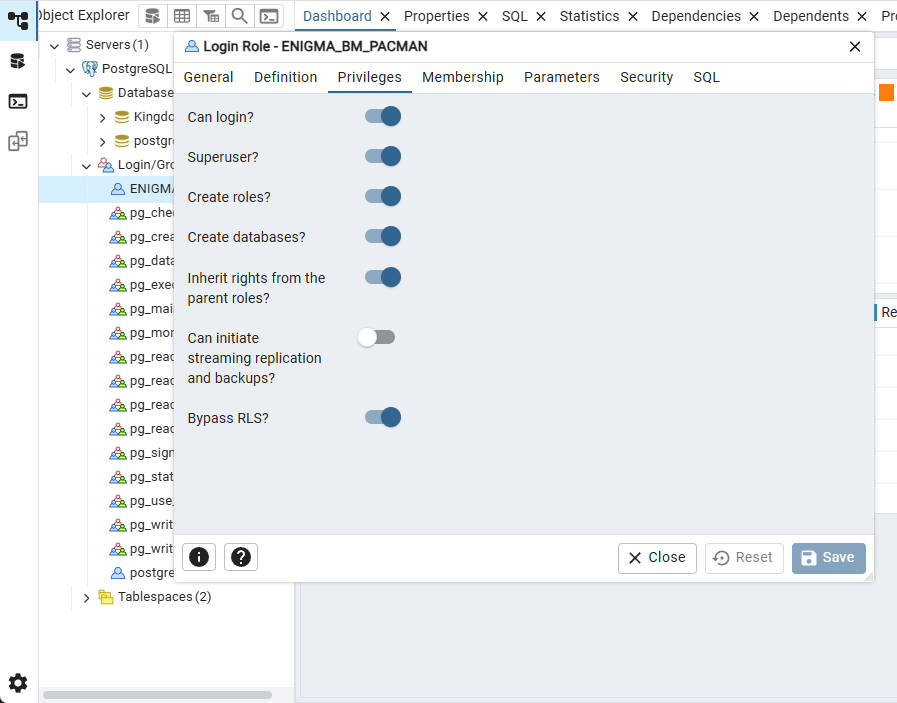 Object Explorer
Dashboard
Properties
SQL
Statistics
Dependencies
Dependents
Servers (1)
PostgreSQL
Login Role - ENIGMA_BM_PACMAN
General
Definition
Privileges
Membership
Parameters
Security
SQL
Can login?
Superuser?
Create roles?
Create databases?
Inherit rights from the
parent roles?
Can initiate
streaming replication
and backups?
Bypass RLS?
Close
Reset
Save
Database
Kingdo
postgr
Login/Gro
ENIGMA
pg_chec
pg_crea
pg_data
pg_exec
pg_mai
pg_mon
pg_read
pg_read
pg_read
pg_read
pg_sign
pg_stat
pg_use_
pg_writ
pg_writ
postgre
Tablespaces (2)
Re